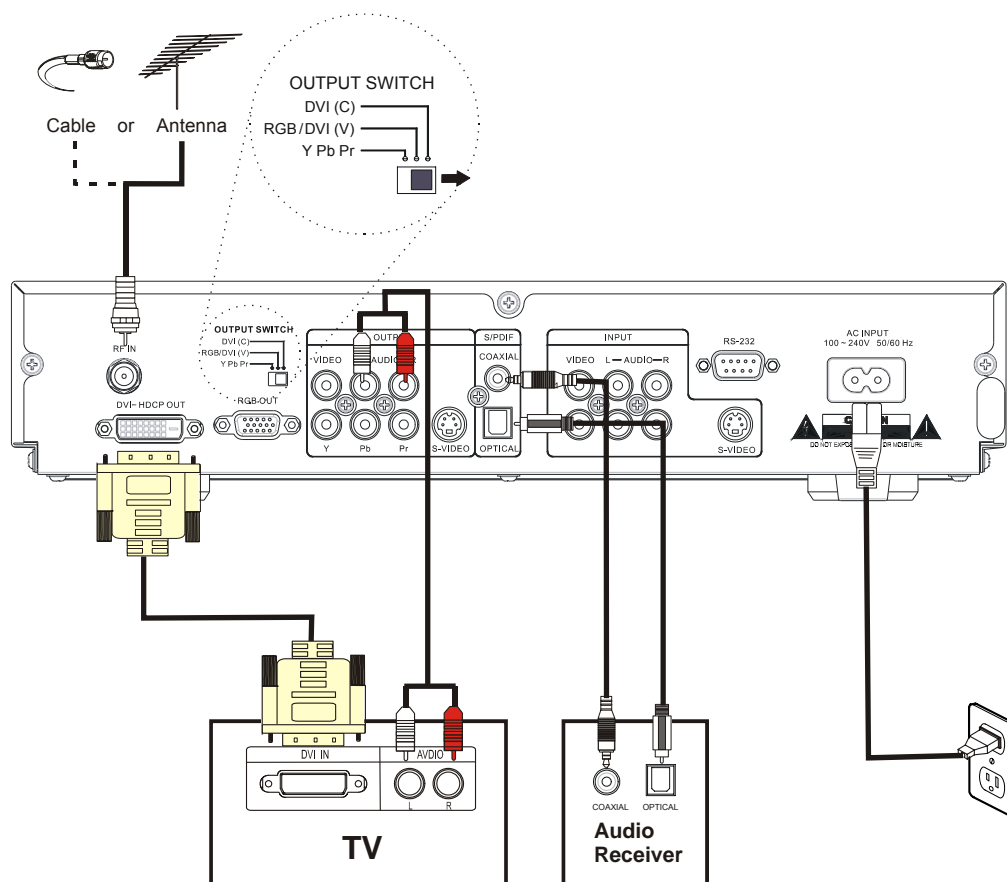 Cable or Antenna
OUTPUT SWITCH
DVI (C)
RGB/DVI (V)
Y Pb Pr
RF IN
OUTPUT SWITCH
DVI (C)
RGB/DVI (V)
Y Pb Pr
DVI-HDCP OUT
RGB-OUT
VIDEO
R
Y
Pb
Pr
S-VIDEO
S/PDIF
COAXIAL
OPTICAL
INPUT
VIDEO L-AUDIO-R
S-VIDEO
RS-232
AC INPUT
100 ~ 240V 50/60 Hz
DVI IN
AVDIO
L
R
TV
COAXIAL
OPTICAL
Audio
Receiver